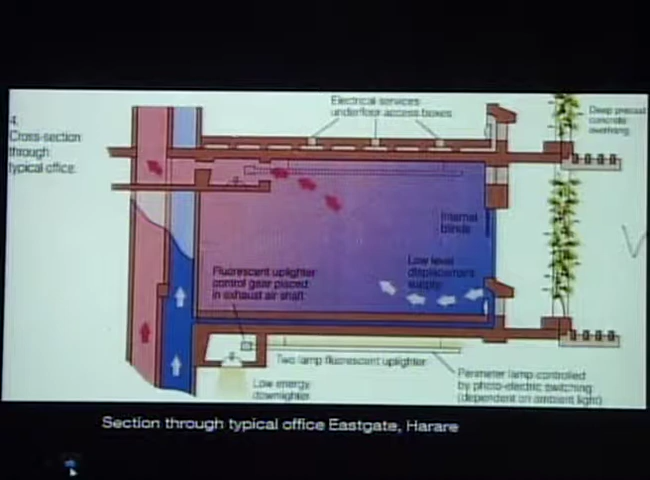 Electrical services
underfloor access boxes
Deep precast
concrete
overhang
4.
Cross-section
through
typical office.
Internal
blinds
Low level
displacement
supply
Fluorescent uplighter
control gear placed
in exhaust air shaft
Two lamp fluorescent uplighter
Low energy
downlighter
Perimeter lamp controlled
by photo-electric switching
(dependent on ambient light)
Section through typical office Eastgate, Harare